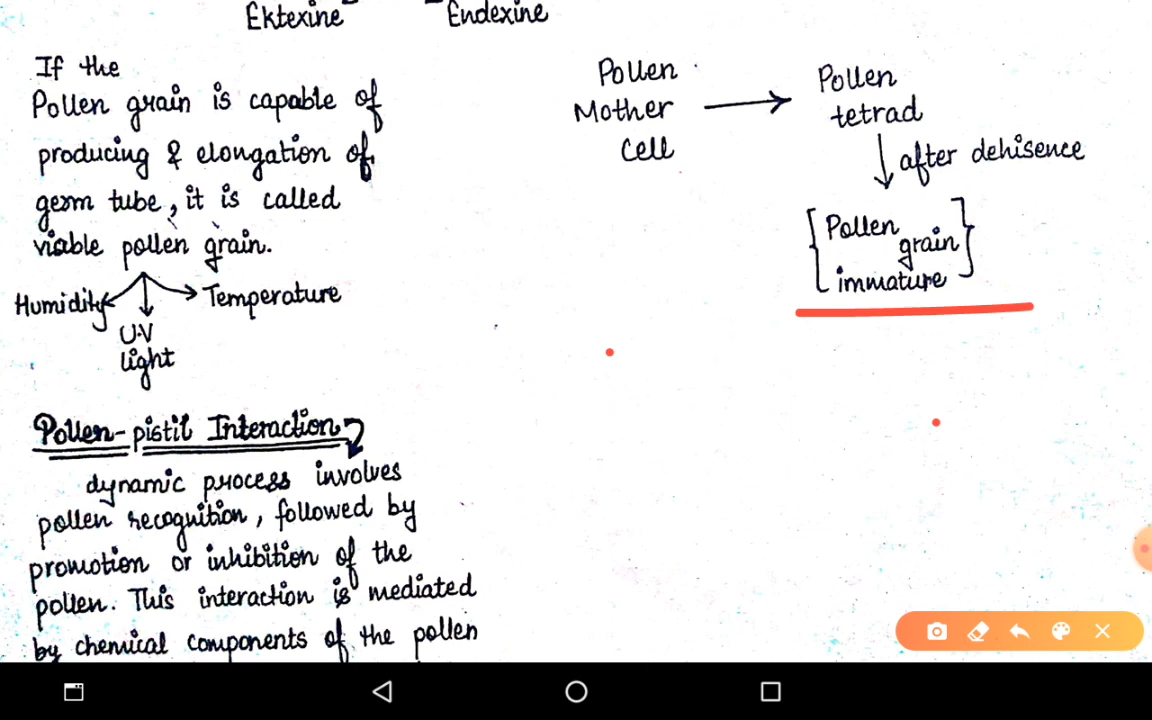 Ektexine Endexine
If the
Pollen grain is capable of
producing & elongation of
germ tube, it is called
viable pollen grain.
Humidity
U.V
light
Temperature
Pollen-pistil Interaction
dynamic process involves
pollen recognition, followed by
promotion or inhibition of the
pollen. This interaction is mediated
by chemical components of the pollen
Pollen
Mother
Cell
Pollen
tetrad
after dehisence
Pollen
grain
immature